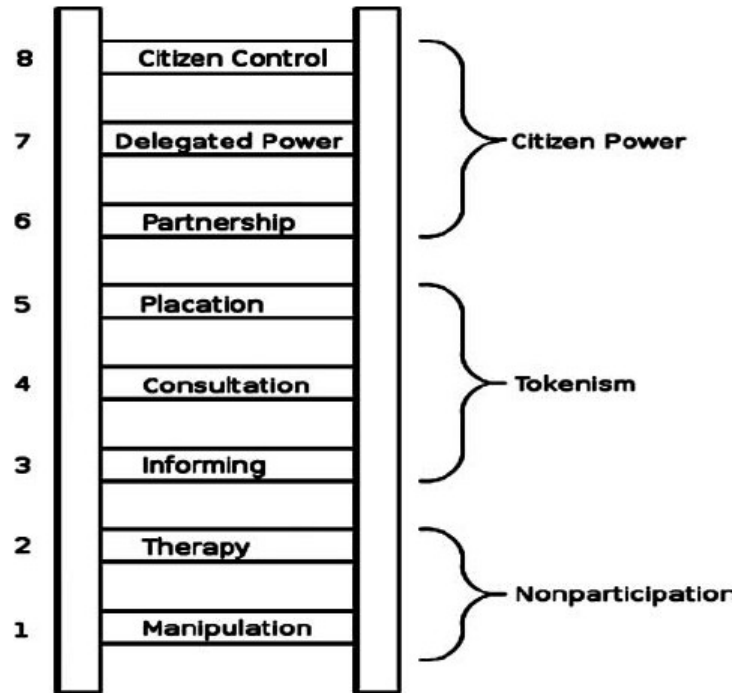 8 Citizen Control
7 Delegated Power
Citizen Power
6 Partnership
5 Placation
4 Consultation
Tokenism
3 Informing
2 Therapy
Nonparticipation
1 Manipulation